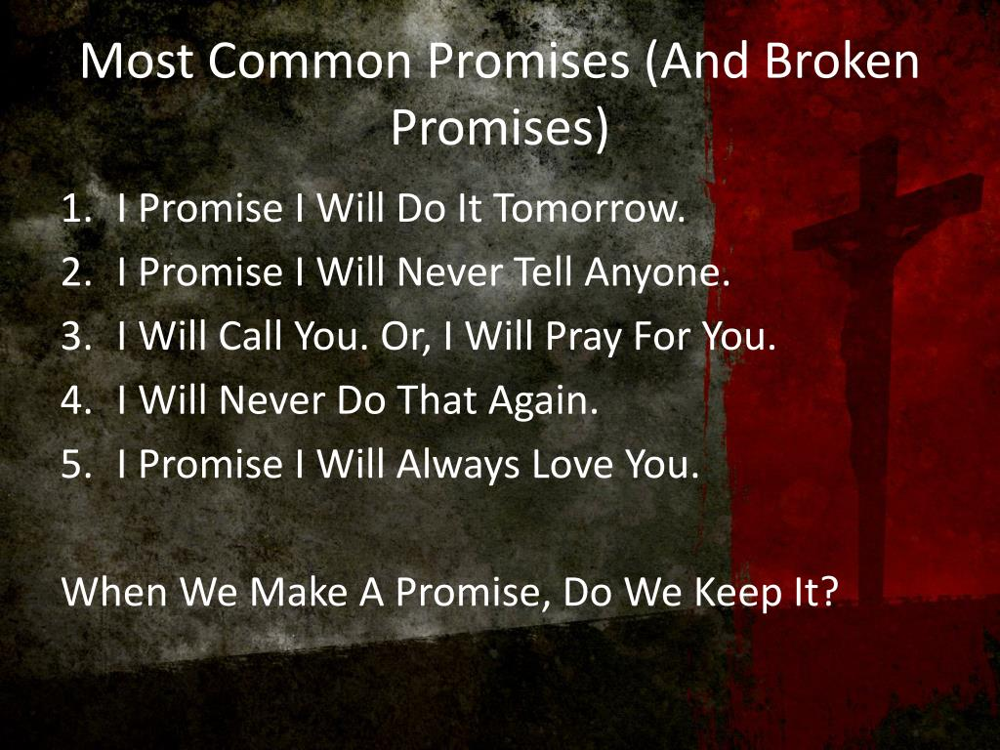 Most Common Promises (And Broken
Promises)
1. I Promise I Will Do It Tomorrow.
2. I Promise I Will Never Tell Anyone.
3. I Will Call You. Or, I Will Pray For You.
4. I Will Never Do That Again.
5. I Promise I Will Always Love You.
When We Make A Promise, Do We Keep It?